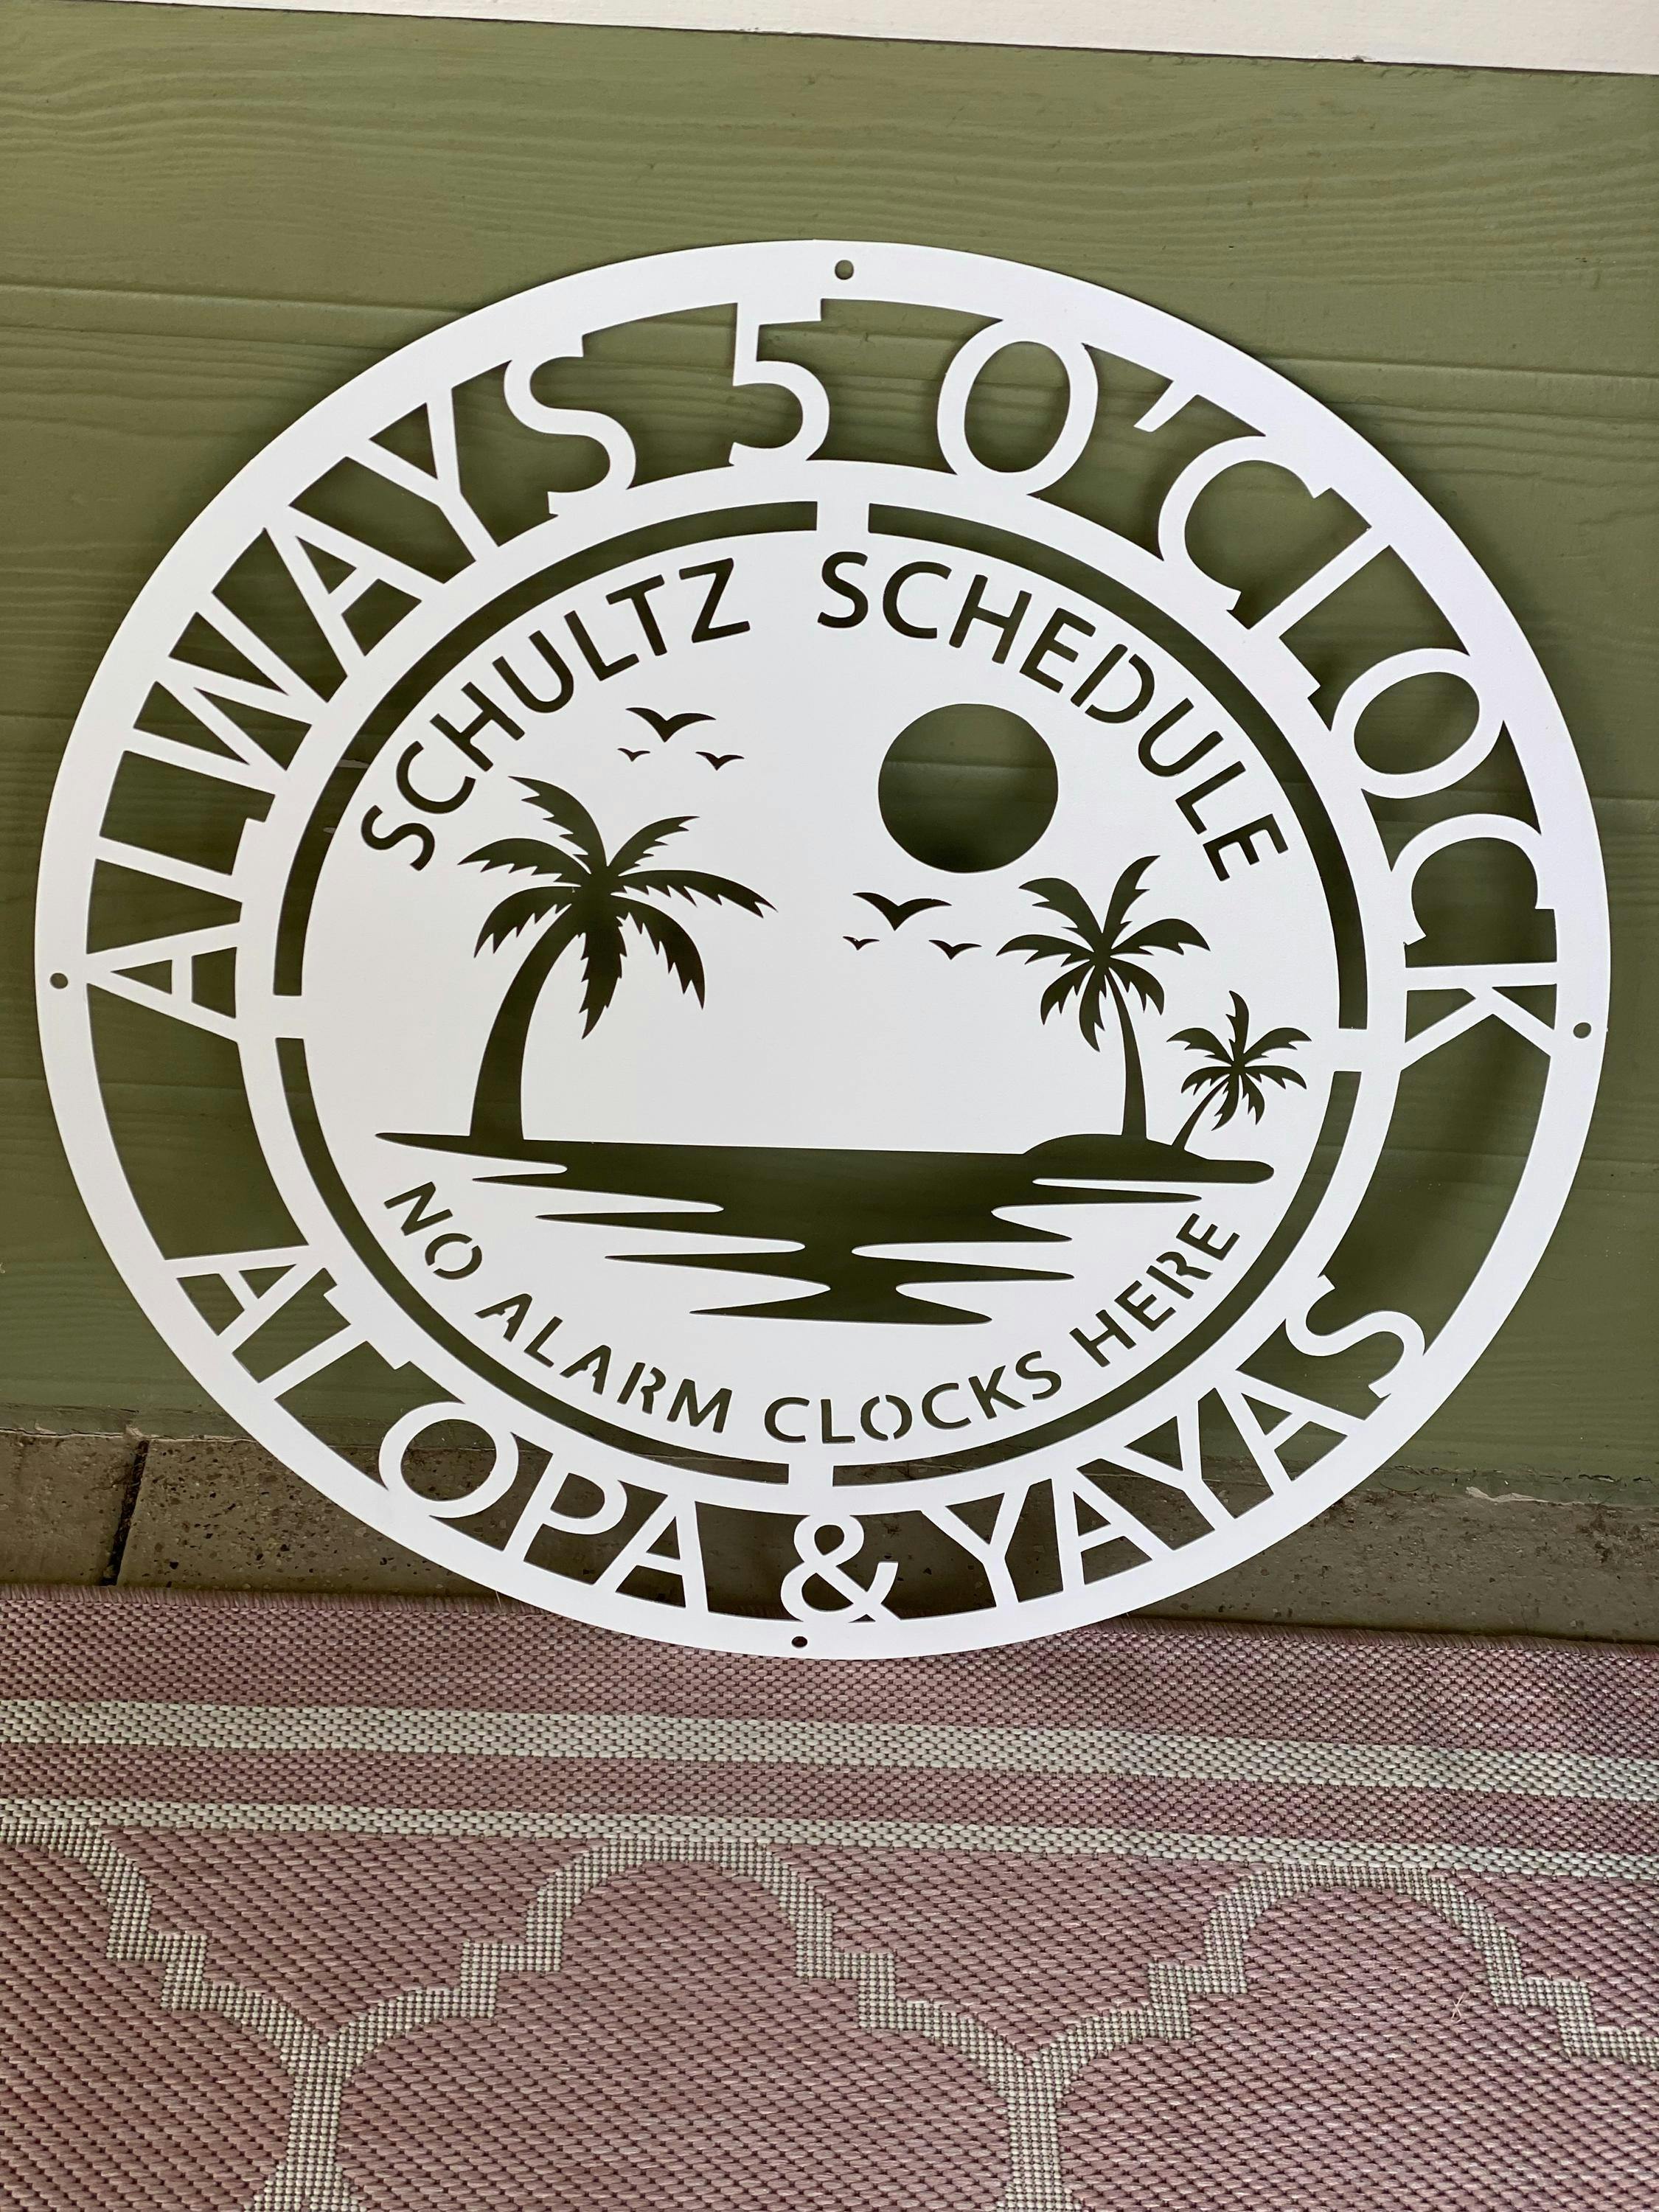 ALWAYS 5 O'CLOCK
SCHULTZ SCHEDULE
NO ALARM CLOCKS HERE
AT OPA & YAYAS